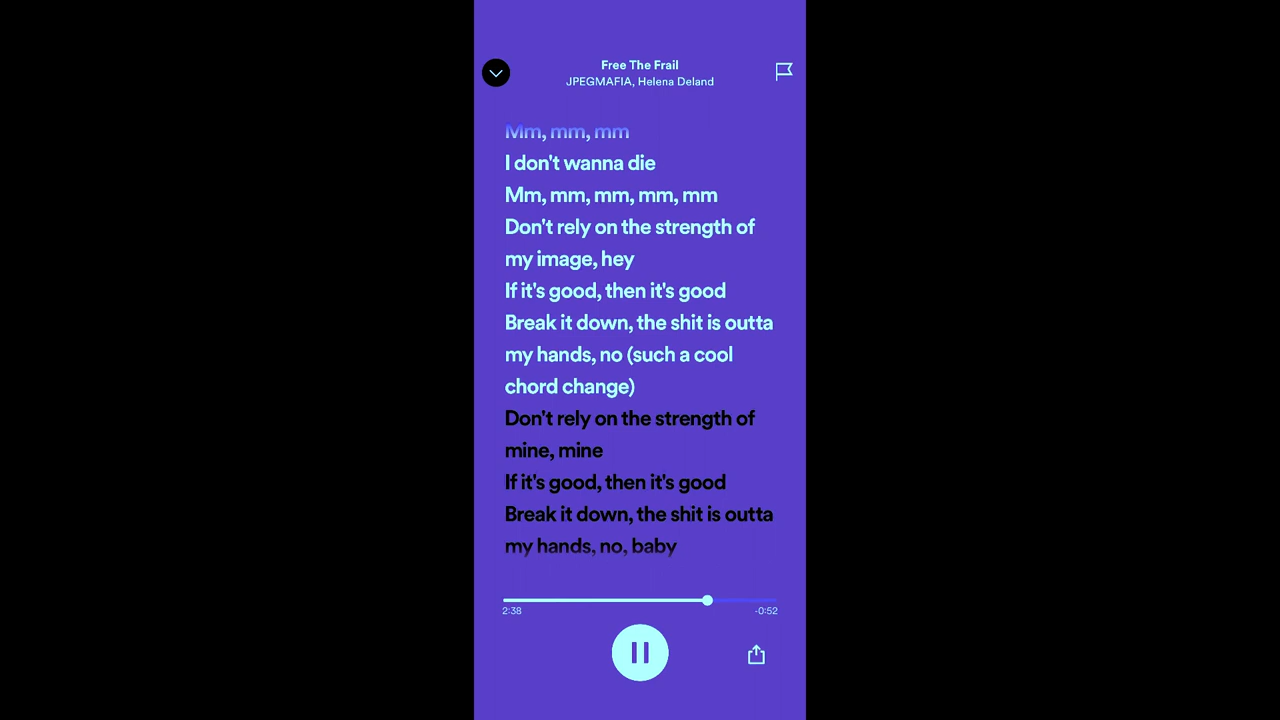 Free The Frail
JPEGMAFIA, Helena Deland
Mm, mm, mm
I don't wanna die
Mm, mm, mm, mm, mm
Don't rely on the strength of
my image, hey
If it's good, then it's good
Break it down, the shit is outta
my hands, no (such a cool
chord change)
Don't rely on the strength of
mine, mine
If it's good, then it's good
Break it down, the shit is outta
my hands, no, baby
2:38
-0:52